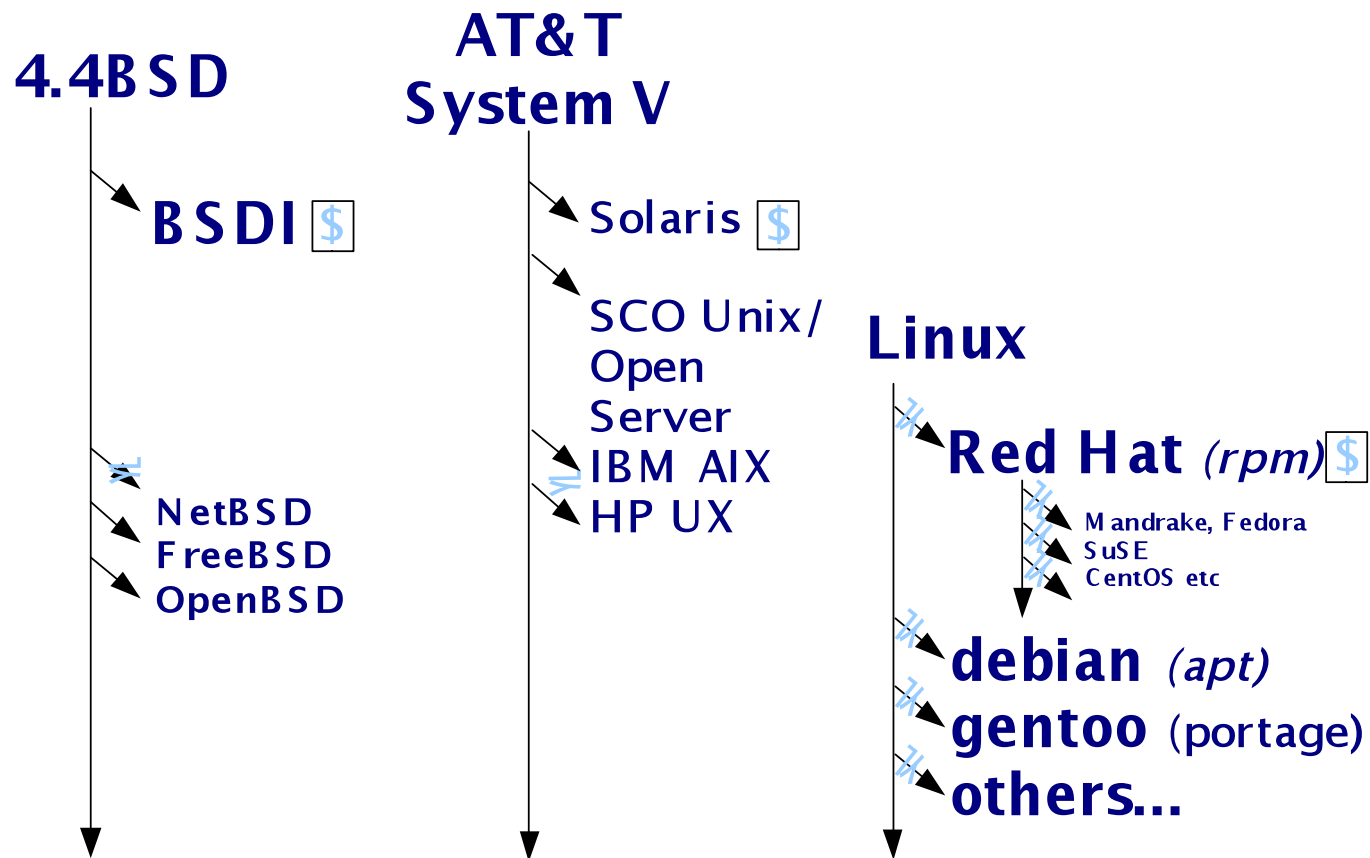 4.4BSD
BSDI $
NetBSD
FreeBSD
OpenBSD
AT&T
System V
Solaris $
SCO Unix/
Open
Server
IBM AIX
HP UX
Linux
Red Hat (rpm) $
Mandrake, Fedora
SuSE
CentOS etc
debian (apt)
gentoo (portage)
others...